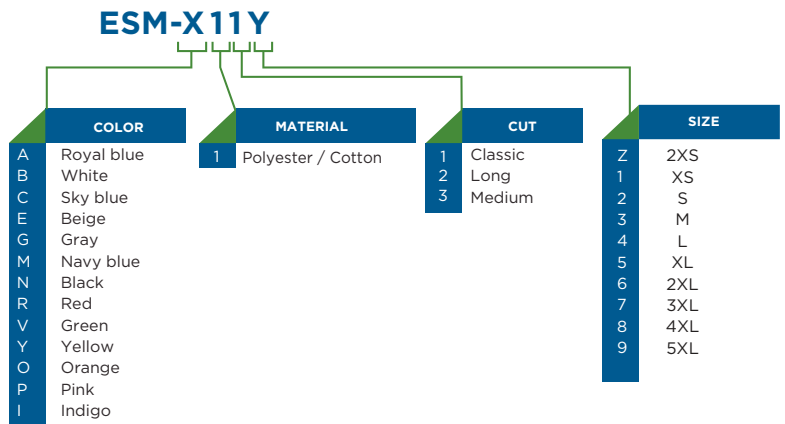 ESM-X11Y
COLOR
A Royal blue
B White
C Sky blue
E Beige
G Gray
M Navy blue
N Black
R Red
V Green
Y Yellow
O Orange
P Pink
I Indigo
MATERIAL
1 Polyester / Cotton
CUT
1 Classic
2 Long
3 Medium
SIZE
Z 2XS
1 XS
2 S
3 M
4 L
5 XL
6 2XL
7 3XL
8 4XL
9 5XL